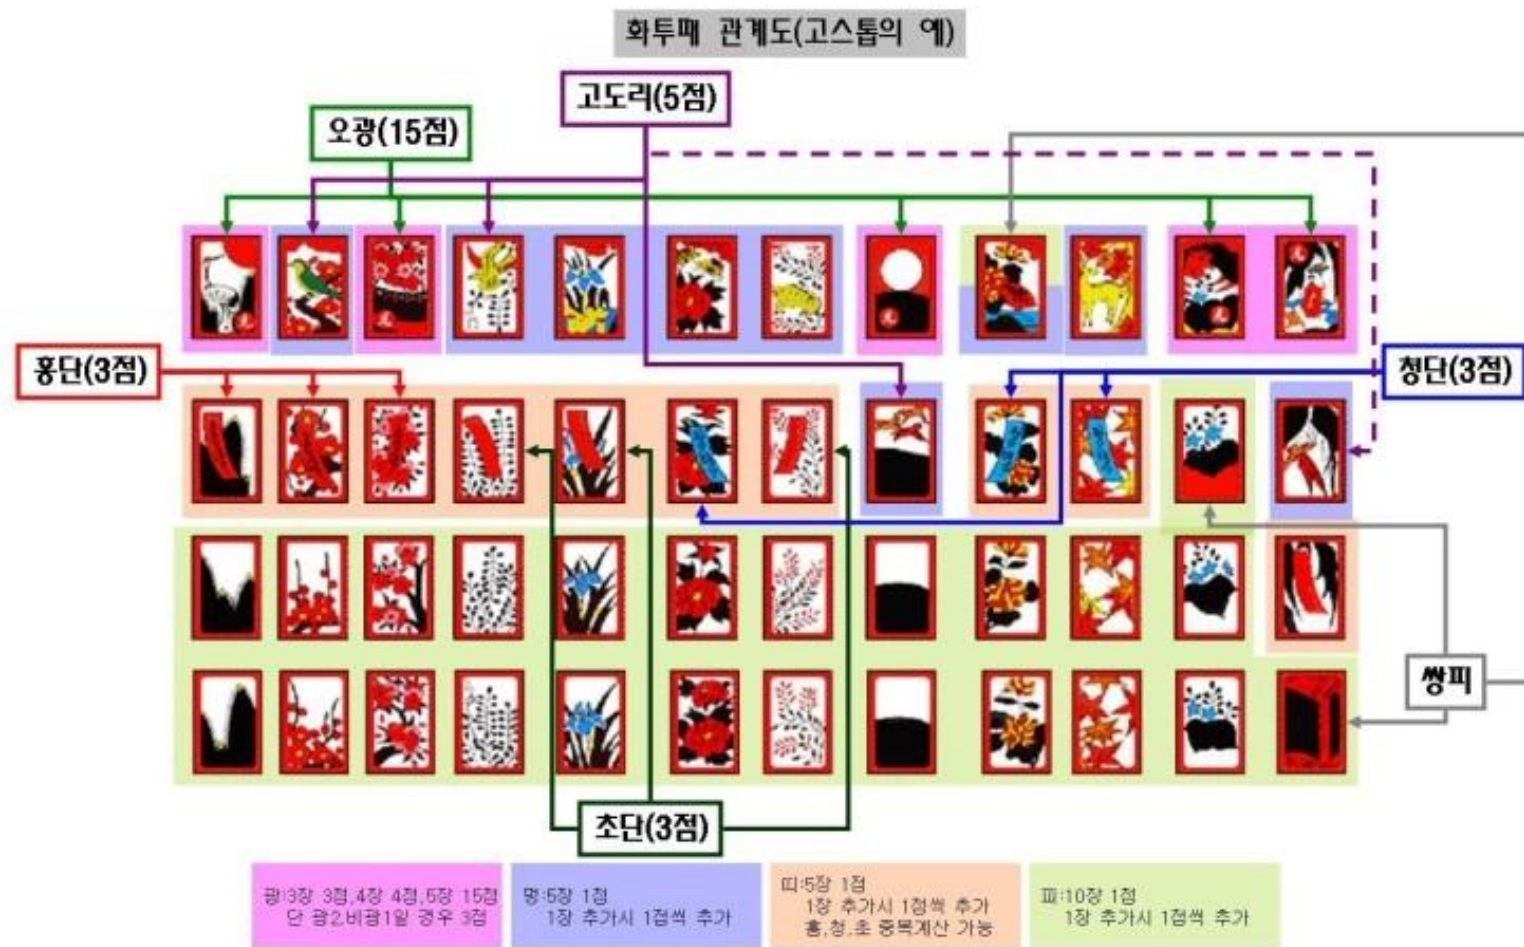 화투패 관계도(고스톱의 예)
고도리(5점)
오광(15점)
홍단(3점)
청단(3점)
쌍피
초단(3점)
광:3장 3점,4장 4점,5장 15점
단 광2,비광1일 경우 3점
명:5장 1점
1장 추가시 1점씩 추가
띠:5장 1점
1장 추가시 1점씩 추가
홍,청,초 중복계산 가능
피:10장 1점
1장 추가시 1점씩 추가